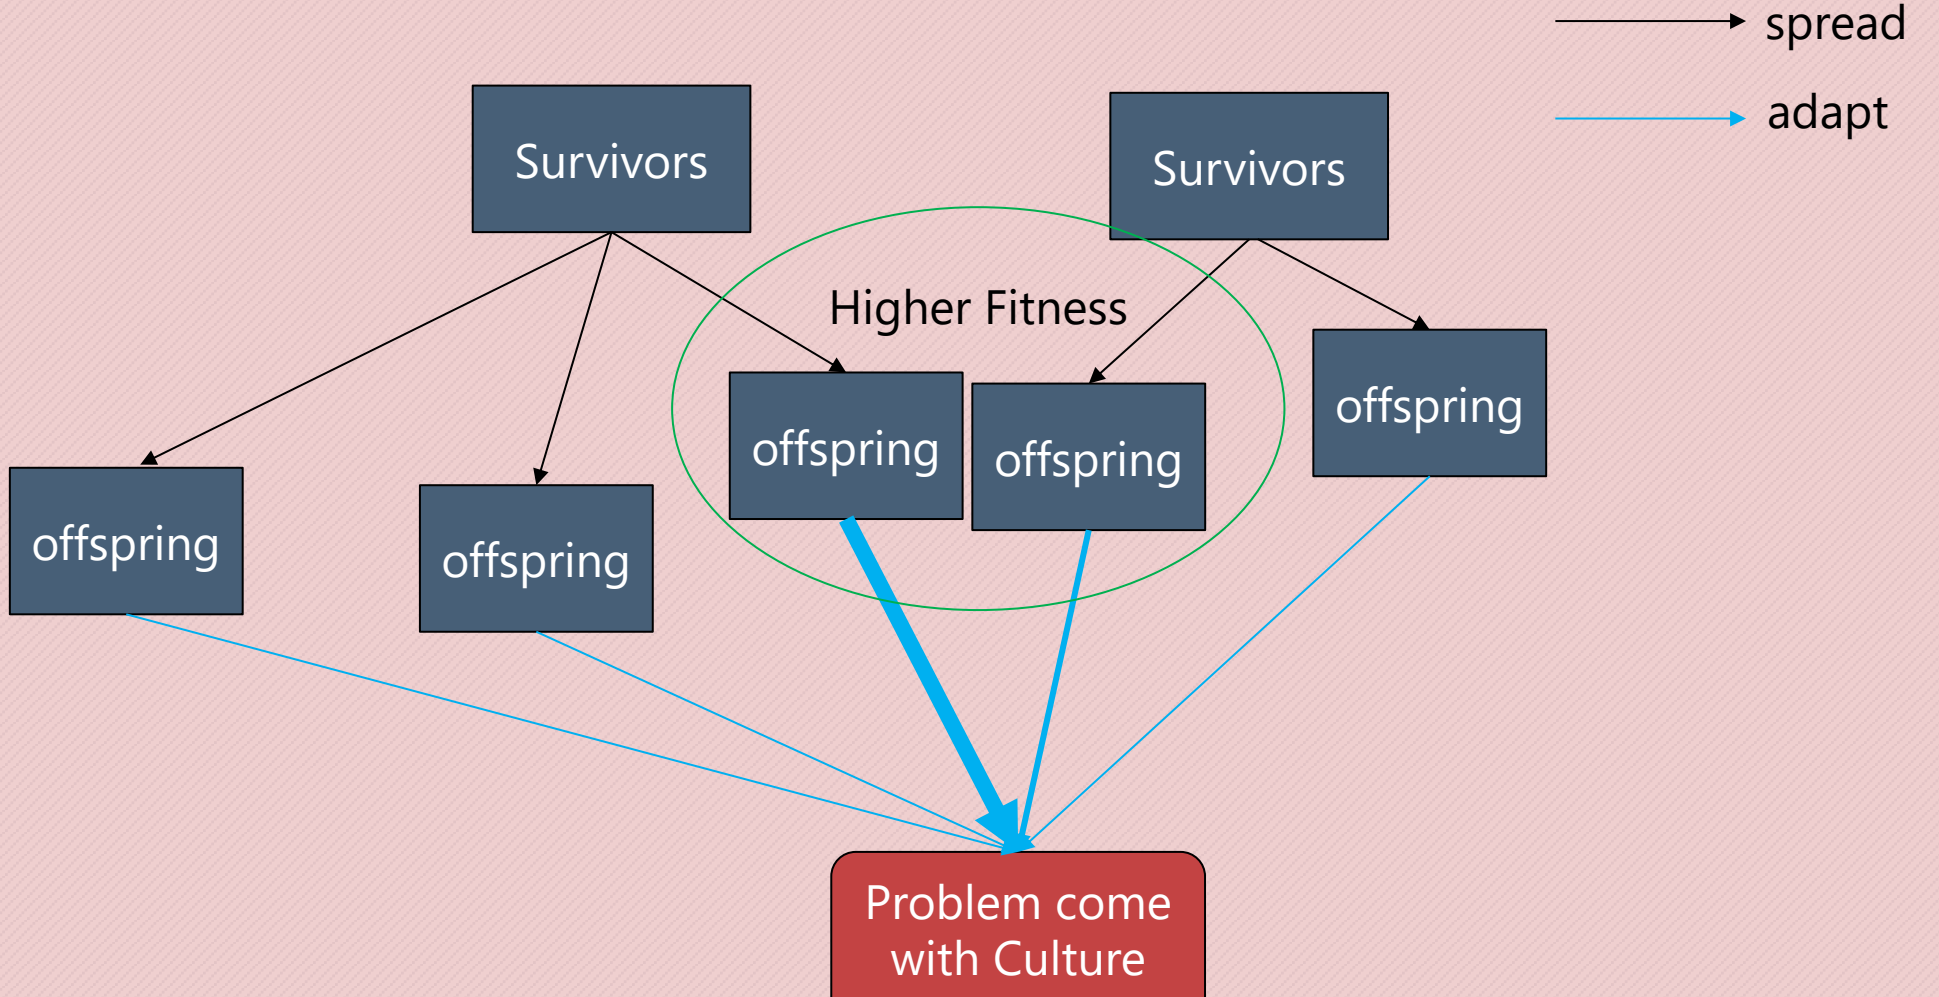 spread
adapt
Survivors
Survivors
Higher Fitness
offspring
offspring
offspring
offspring
offspring
Problem come
with Culture